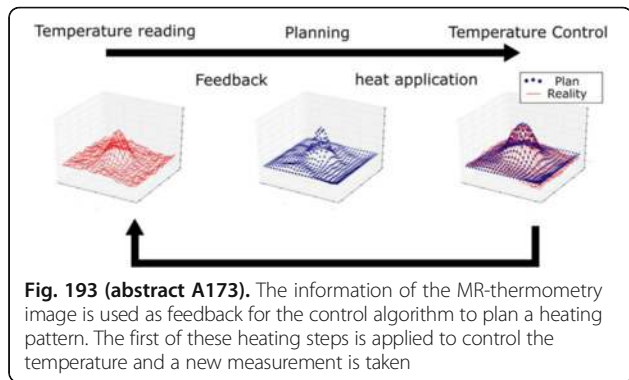 Temperature reading
Planning
Temperature Control
Feedback
heat application
Plan
Reality
Fig. 193 (abstract A173). The information of the MR-thermometry
image is used as feedback for the control algorithm to plan a heating
pattern. The first of these heating steps is applied to control the
temperature and a new measurement is taken